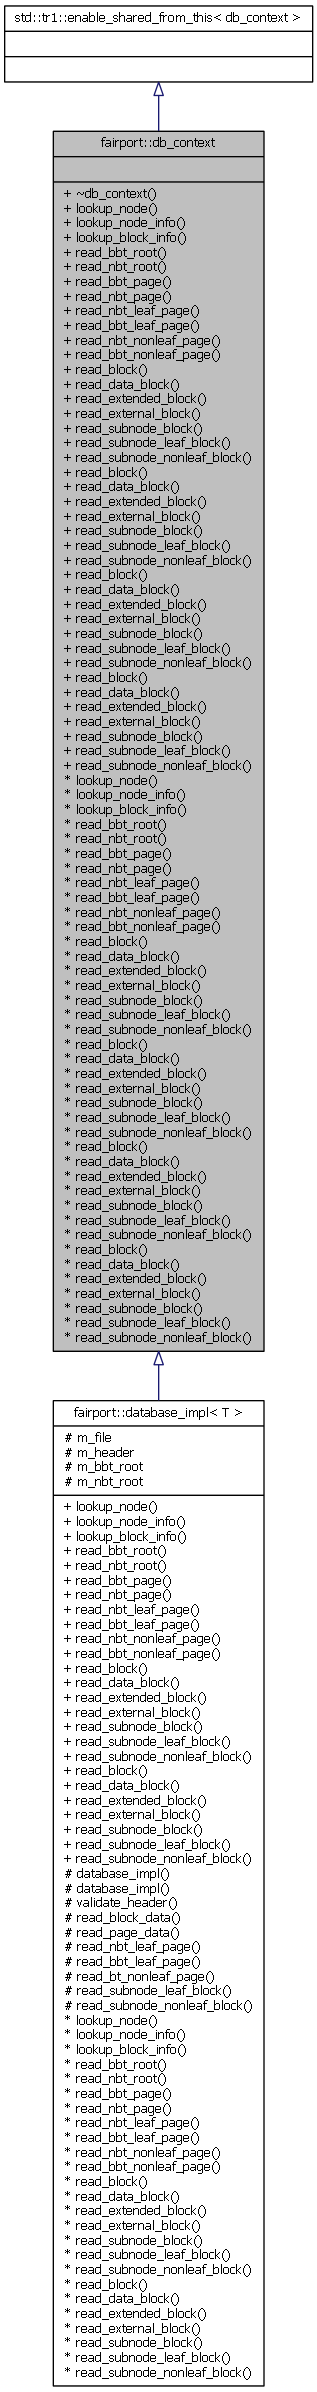 std::tr1::enable_shared_from_this< db_context >
fairport::db_context
+ ~db_context()
+ lookup_node()
+ lookup_node_info()
+ lookup_block_info()
+ read_bbt_root()
+ read_nbt_root()
+ read_bbt_page()
+ read_nbt_page()
+ read_nbt_leaf_page()
+ read_bbt_leaf_page()
+ read_nbt_nonleaf_page()
+ read_bbt_nonleaf_page()
+ read_block()
+ read_data_block()
+ read_extended_block()
+ read_external_block()
+ read_subnode_block()
+ read_subnode_leaf_block()
+ read_subnode_nonleaf_block()
+ read_block()
+ read_data_block()
+ read_extended_block()
+ read_external_block()
+ read_subnode_block()
+ read_subnode_leaf_block()
+ read_subnode_nonleaf_block()
+ read_block()
+ read_data_block()
+ read_extended_block()
+ read_external_block()
+ read_subnode_block()
+ read_subnode_leaf_block()
+ read_subnode_nonleaf_block()
+ read_block()
+ read_data_block()
+ read_extended_block()
+ read_external_block()
+ read_subnode_block()
+ read_subnode_leaf_block()
+ read_subnode_nonleaf_block()
* lookup_node()
* lookup_node_info()
* lookup_block_info()
* read_bbt_root()
* read_nbt_root()
* read_bbt_page()
* read_nbt_page()
* read_nbt_leaf_page()
* read_bbt_leaf_page()
* read_nbt_nonleaf_page()
* read_bbt_nonleaf_page()
* read_block()
* read_data_block()
* read_extended_block()
* read_external_block()
* read_subnode_block()
* read_subnode_leaf_block()
* read_subnode_nonleaf_block()
* read_block()
* read_data_block()
* read_extended_block()
* read_external_block()
* read_subnode_block()
* read_subnode_leaf_block()
* read_subnode_nonleaf_block()
* read_block()
* read_data_block()
* read_extended_block()
* read_external_block()
* read_subnode_block()
* read_subnode_leaf_block()
* read_subnode_nonleaf_block()
* read_block()
* read_data_block()
* read_extended_block()
* read_external_block()
* read_subnode_block()
* read_subnode_leaf_block()
* read_subnode_nonleaf_block()
fairport::database_impl< T >
# m_file
# m_header
# m_bbt_root
# m_nbt_root
+ lookup_node()
+ lookup_node_info()
+ lookup_block_info()
+ read_bbt_root()
+ read_nbt_root()
+ read_bbt_page()
+ read_nbt_page()
+ read_nbt_leaf_page()
+ read_bbt_leaf_page()
+ read_nbt_nonleaf_page()
+ read_bbt_nonleaf_page()
+ read_block()
+ read_data_block()
+ read_extended_block()
+ read_external_block()
+ read_subnode_block()
+ read_subnode_leaf_block()
+ read_subnode_nonleaf_block()
+ read_block()
+ read_data_block()
+ read_extended_block()
+ read_external_block()
+ read_subnode_block()
+ read_subnode_leaf_block()
+ read_subnode_nonleaf_block()
# database_impl()
# database_impl()
# validate_header()
# read_block_data()
# read_page_data()
# read_nbt_leaf_page()
# read_bbt_leaf_page()
# read_bt_nonleaf_page()
# read_subnode_leaf_block()
# read_subnode_nonleaf_block()
* lookup_node()
* lookup_node_info()
* lookup_block_info()
* read_bbt_root()
* read_nbt_root()
* read_bbt_page()
* read_nbt_page()
* read_nbt_leaf_page()
* read_bbt_leaf_page()
* read_nbt_nonleaf_page()
* read_bbt_nonleaf_page()
* read_block()
* read_data_block()
* read_extended_block()
* read_external_block()
* read_subnode_block()
* read_subnode_leaf_block()
* read_subnode_nonleaf_block()
* read_block()
* read_data_block()
* read_extended_block()
* read_external_block()
* read_subnode_block()
* read_subnode_leaf_block()
* read_subnode_nonleaf_block()